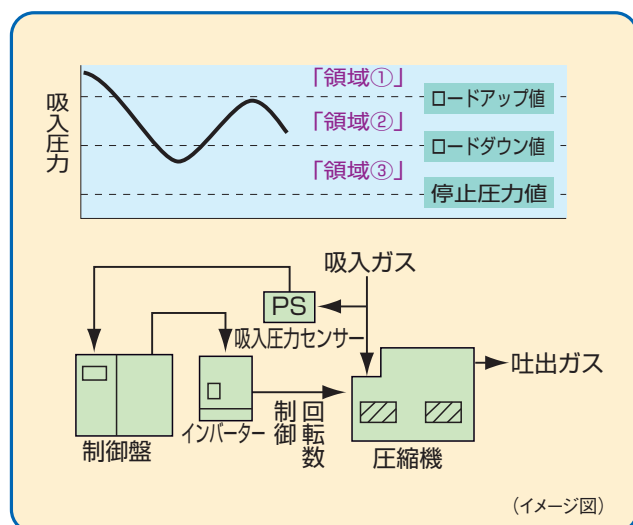 吸入圧力
「領域①」
ロードアップ値
「領域②」
ロードダウン値
「領域③」
停止圧力値
吸入ガス
PS
吸入圧力センサー
吐出ガス
制御盤
インバーター
回転数
制御
圧縮機
(イメージ図)